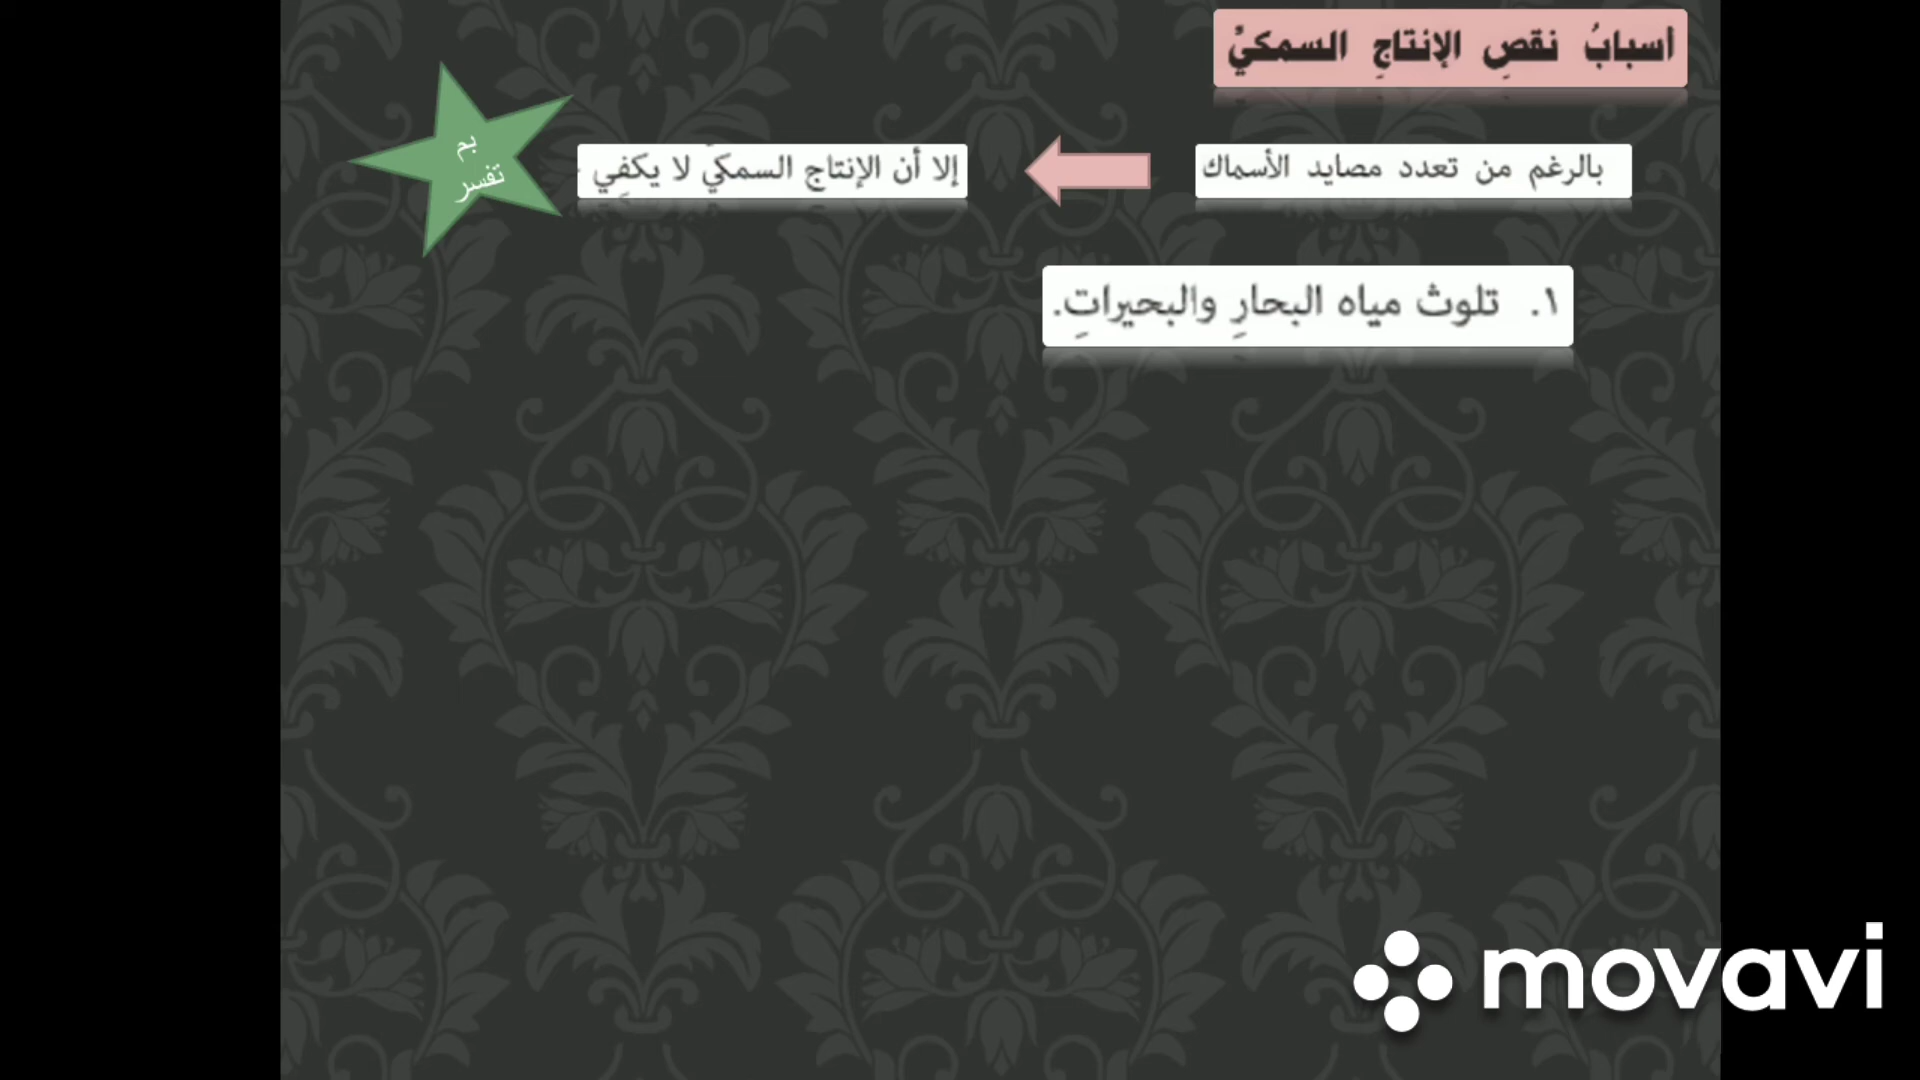 أسبابُ نقصِ الإنتاجِ السمكيُّ
بالرغم من تعدد مصايد الأسماك
إلا أن الإنتاج السمكي لا يكفِي
بم
تفسر
١. تلوث مياه البحارِ والبحيراتِ.
movavi